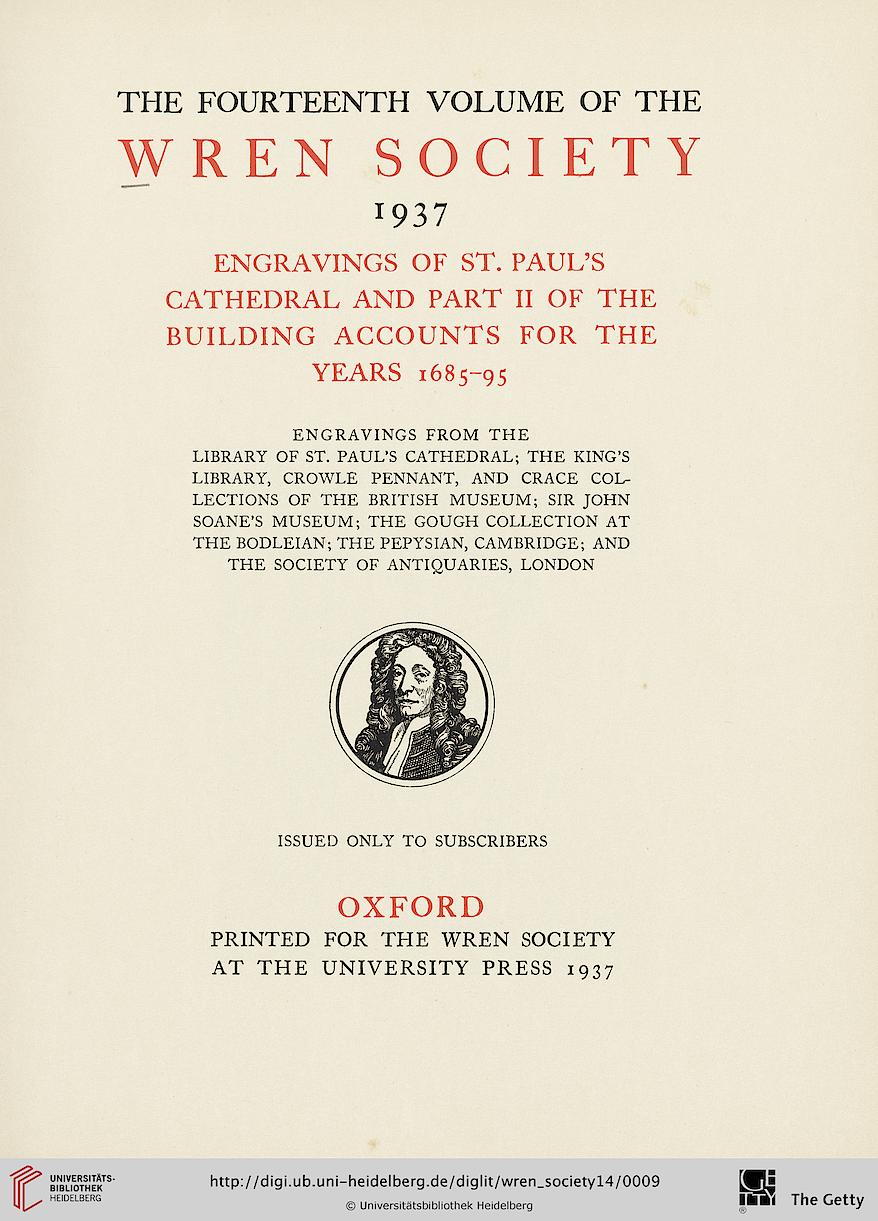 THE FOURTEENTH VOLUME OF THE
WREN SOCIETY
1937
ENGRAVINGS OF ST. PAUL'S
CATHEDRAL AND PART II OF THE
BUILDING ACCOUNTS FOR THE
YEARS 1685–95
ENGRAVINGS FROM THE
LIBRARY OF ST. PAUL'S CATHEDRAL; THE KING'S
LIBRARY, CROWLE PENNANT, AND CRACE COL-
LECTIONS OF THE BRITISH MUSEUM; SIR JOHN
SOANE'S MUSEUM; THE GOUGH COLLECTION AT
THE BODLEIAN; THE PEPYSIAN, CAMBRIDGE; AND
THE SOCIETY OF ANTIQUARIES, LONDON
ISSUED ONLY TO SUBSCRIBERS
OXFORD
PRINTED FOR THE WREN SOCIETY
AT THE UNIVERSITY PRESS 1937
UNIVERSITÄTS-
BIBLIOTHEK
HEIDELBERG
http://digi.ub.uni-heidelberg.de/diglit/wren_society14/0009
© Universitätsbibliothek Heidelberg
GETTY
®
The Getty